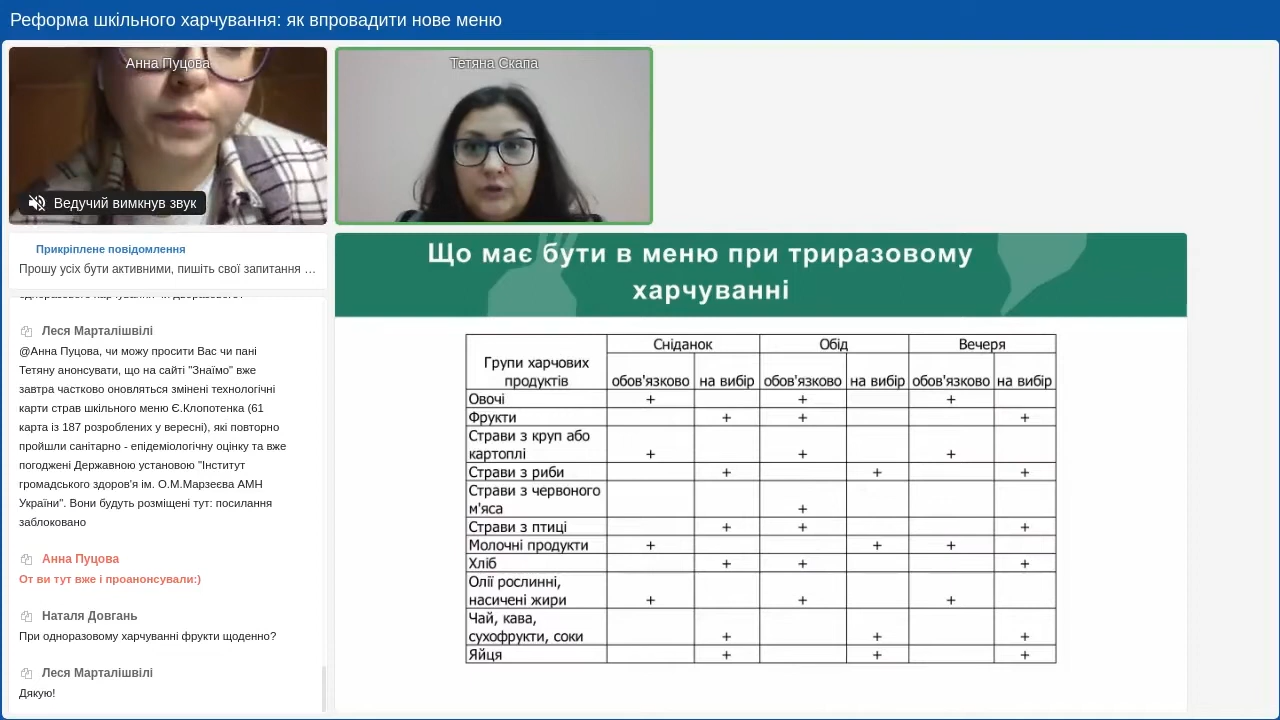 Реформа шкільного харчування: як впровадити нове меню
Анна Пуцова
Тетяна Скапа
Ведучий вимкнув звук
Прикріплене повідомлення
Прошу усіх бути активними, пишіть свої запитання …
Леся Марталішвілі
@Анна Пуцова, чи можу просити Вас чи пані
Тетяну анонсувати, що на сайті "Знаїмо" вже
завтра частково оновляться змінені технологічні
карти страв шкільного меню Є.Клопотенка (61
карта із 187 розроблених у вересні), які повторно
пройшли санітарно - епідеміологічну оцінку та вже
погоджені Державною установою "Інститут
громадського здоров'я ім. О.М.Марзеєва АМН
України". Вони будуть розміщені тут: посилання
заблоковано
Анна Пуцова
От ви тут вже і проанонсували:)
Наталя Довгань
При одноразовому харчуванні фрукти щоденно?
Леся Марталішвілі
Дякую!
Що має бути в меню при триразовому
харчуванні
Групи харчових
продуктів
Сніданок Обід Вечеря
обов'язково на вибір обов'язково на вибір обов'язково на вибір
Овочі + + +
Фрукти + + +
Страви з круп або
картоплі + + +
Страви з риби + + +
Страви з червоного
м'яса +
Страви з птиці + + +
Молочні продукти + + +
Хліб + + +
Олії рослинні,
насичені жири + + +
Чай, кава,
сухофрукти, соки + + +
Яйця + + +